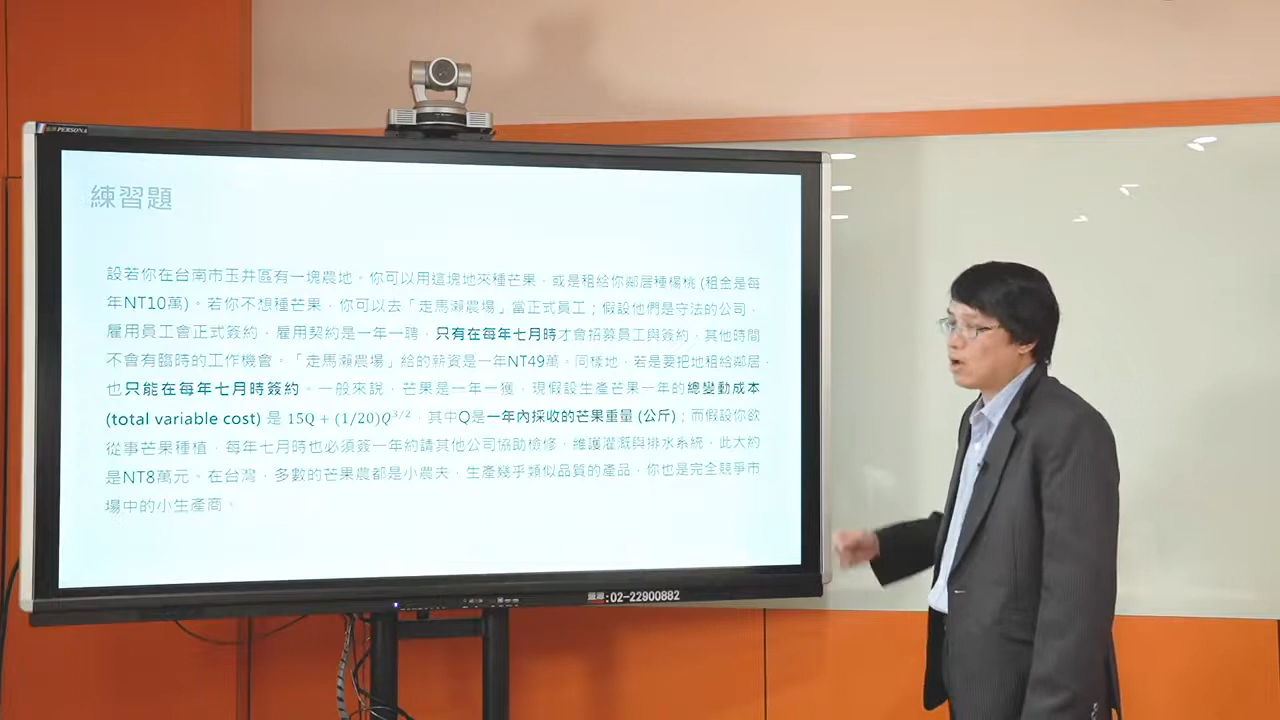 PERSONA
練習題
設若你在台南市玉井區有一塊農地。你可以用這塊地來種芒果，或是租給你鄰居種楊桃 (租金是每
年NT10萬)。若你不想種芒果，你可以去「走馬瀨農場」當正式員工；假設他們是守法的公司，
雇用員工會正式簽約，雇用契約是一年一聘，只有在每年七月時才會招募員工與簽約，其他時間
不會有臨時的工作機會。「走馬瀨農場」給的薪資是一年NT49萬。同樣地，若是要把地租給鄰居，
也只能在每年七月時簽約。一般來說，芒果是一年一獲，現假設生產芒果一年的總變動成本
(total variable cost) 是 15Q + (1/20)Q^{3/2}，其中Q是一年內採收的芒果重量 (公斤)；而假設你欲
從事芒果種植，每年七月時也必須簽一年約請其他公司協助檢修，維護灌溉與排水系統，此大約
是NT8萬元。在台灣，多數的芒果農都是小農夫，生產幾乎類似品質的產品，你也是完全競爭市
場中的小生產商。
:02-22900882